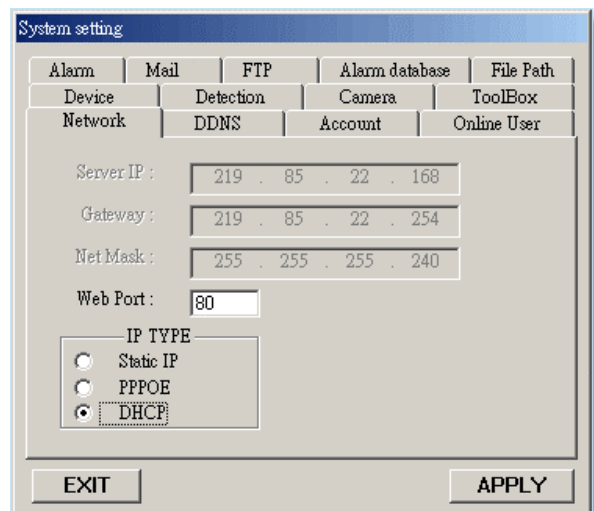 System setting
Alarm Mail FTP Alarm database File Path
Device Detection Camera ToolBox
Network DDNS Account Online User
Server IP : 219 . 85 . 22 . 168
Gateway : 219 . 85 . 22 . 254
Net Mask : 255 . 255 . 255 . 240
Web Port : 80
IP TYPE
Static IP
PPPOE
DHCP
EXIT APPLY